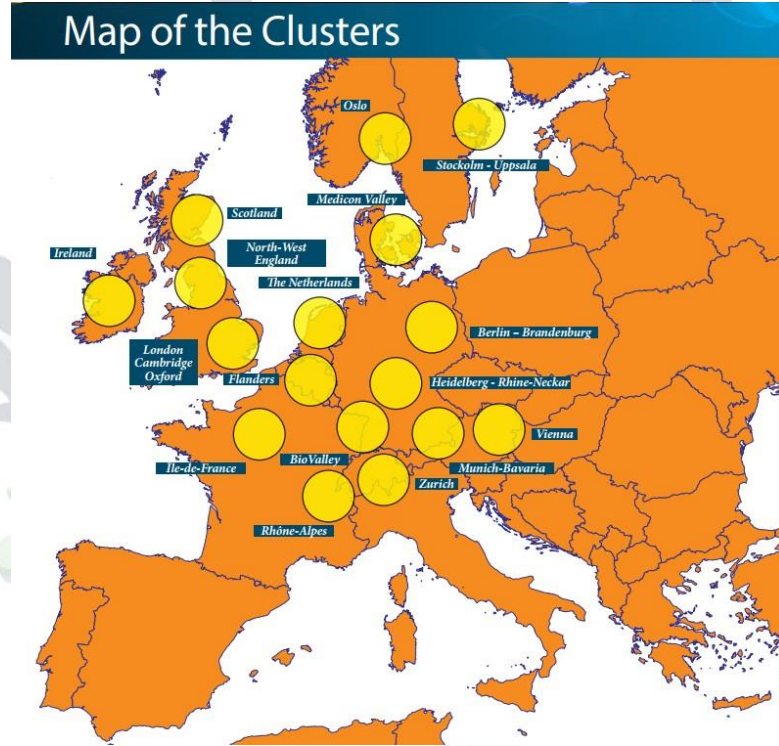 Map of the Clusters
Oslo
Stockolm - Uppsala
Medicon Valley
Scotland
North-West
England
Ireland
The Netherlands
London
Cambridge
Oxford
Flanders
Berlin – Brandenburg
Heidelberg - Rhine-Neckar
Ile-de-France
BioValley
Munich-Bavaria
Vienna
Zurich
Rhône-Alpes